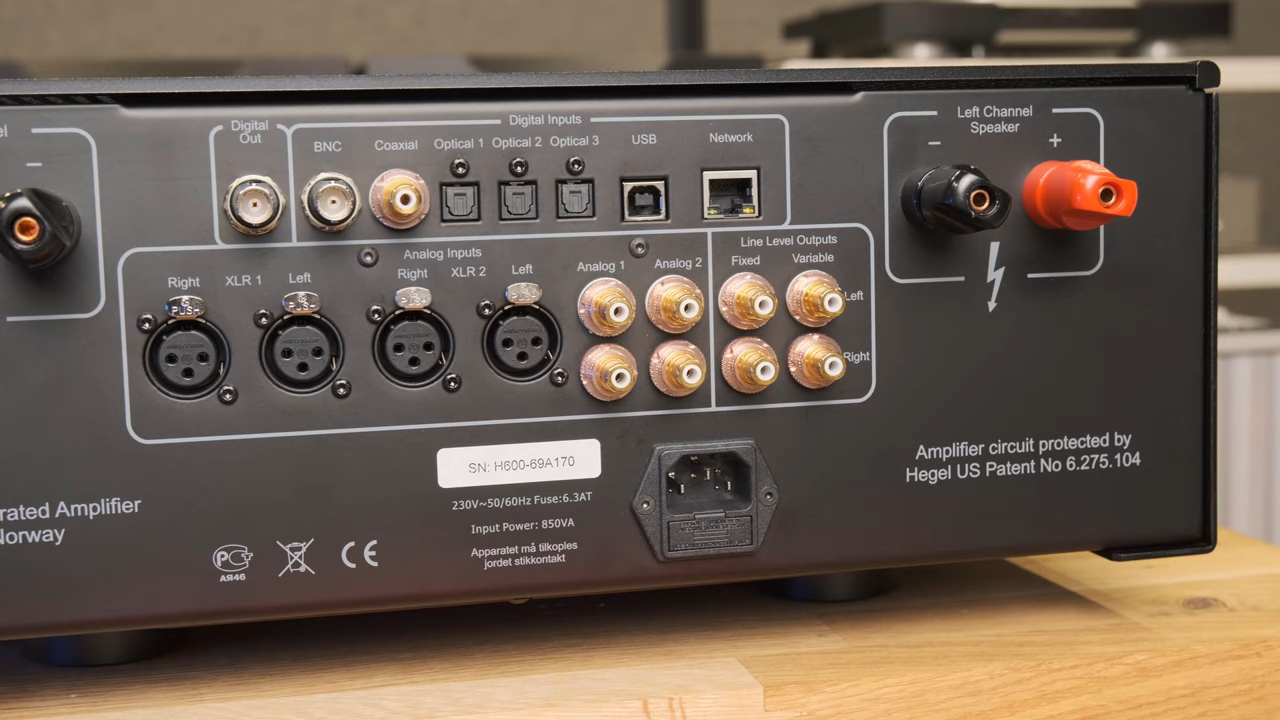 Left Channel
Speaker
- +
el
-
Digital
Out
Digital Inputs
BNC
Coaxial
Optical 1
Optical 2
Optical 3
USB
Network
Analog Inputs
Right
XLR 1
Left
Right
XLR 2
Left
Analog 1
Analog 2
Line Level Outputs
Fixed
Variable
Left
Right
PUSH
PUSH
SN: H600-69A170
230V~50/60Hz Fuse:6.3AT
Input Power: 850VA
Apparatet må tilkoples
jordet stikkontakt
Amplifier circuit protected by
Hegel US Patent No 6.275.104
rated Amplifier
Norway
РСТ
АЯ46
CE